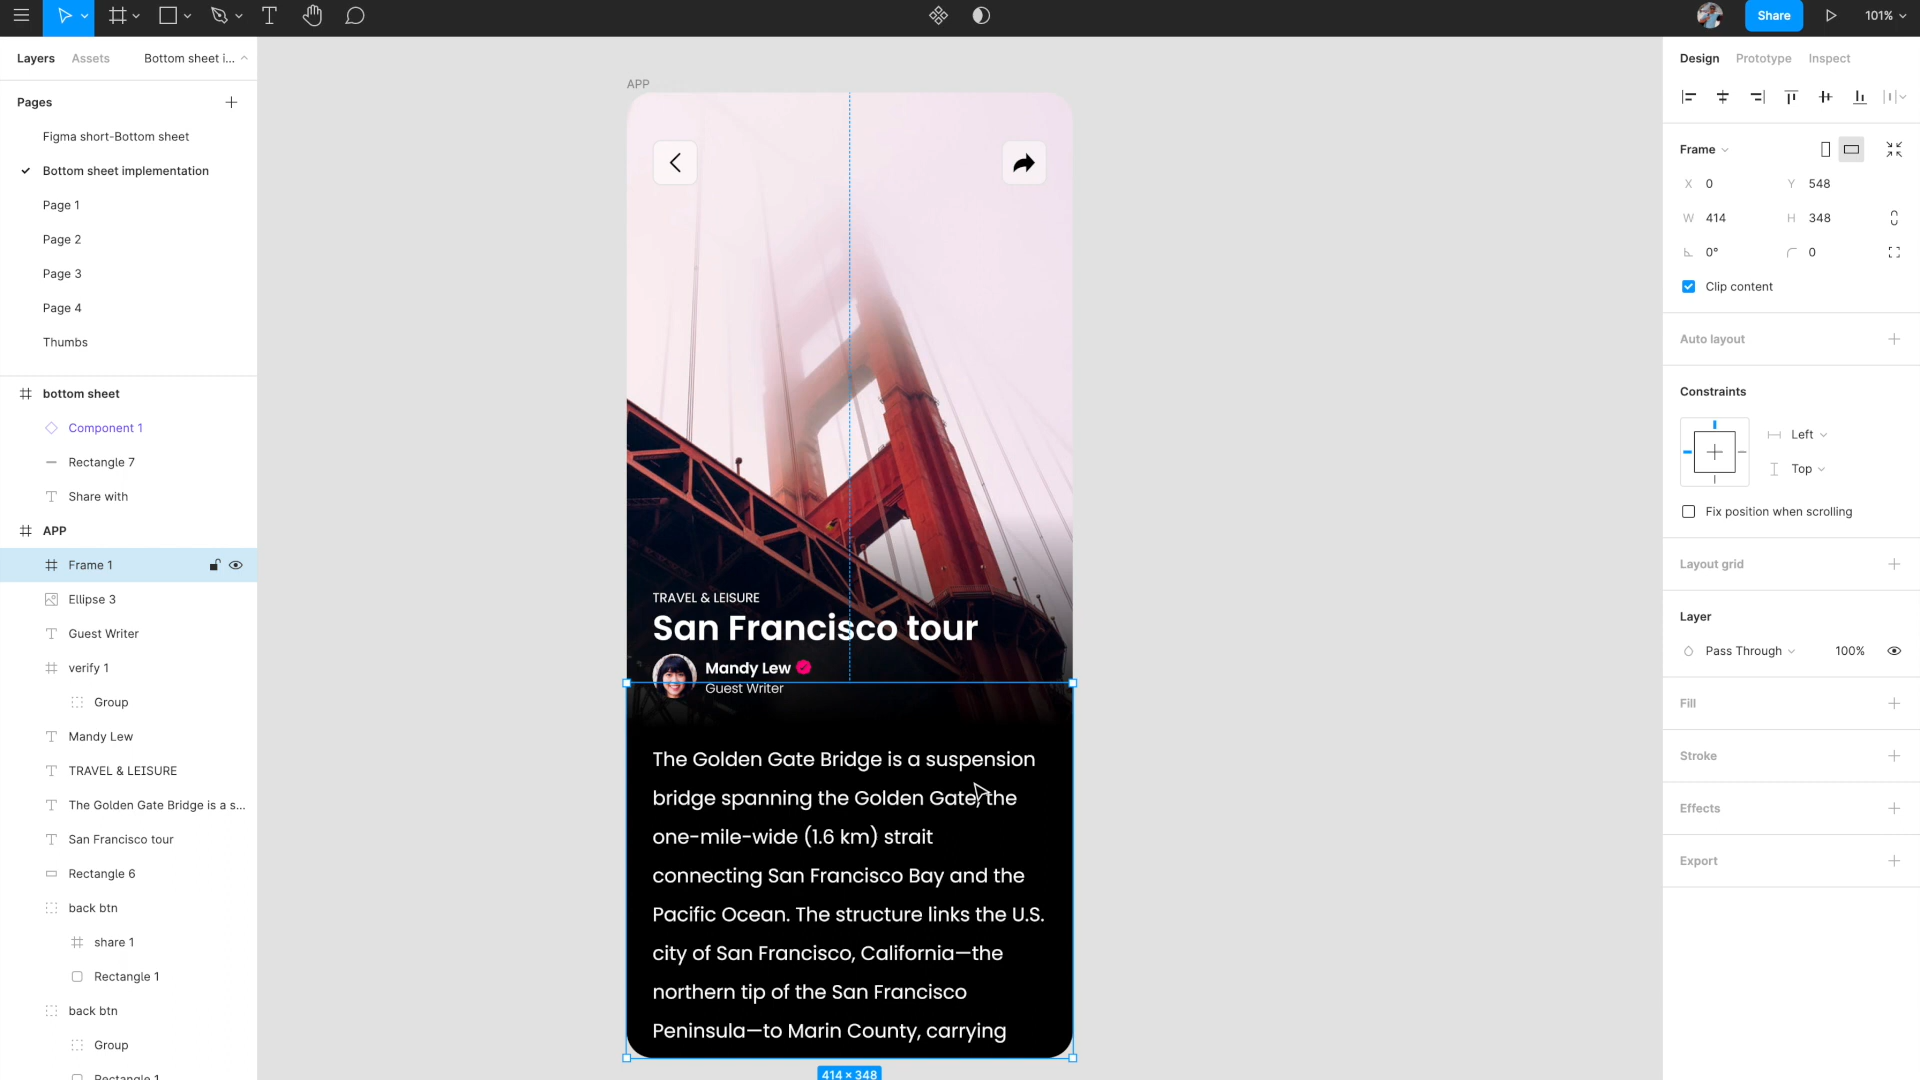 Share
101%
Layers
Assets
Bottom sheet i...
Pages
Figma short-Bottom sheet
Bottom sheet implementation
Page 1
Page 2
Page 3
Page 4
Thumbs
bottom sheet
Component 1
Rectangle 7
Share with
APP
Frame 1
Ellipse 3
Guest Writer
verify 1
Group
Mandy Lew
TRAVEL & LEISURE
The Golden Gate Bridge is a s...
San Francisco tour
Rectangle 6
back btn
share 1
Rectangle 1
back btn
Group
Rectangle 1
APP
TRAVEL & LEISURE
San Francisco tour
Mandy Lew
Guest Writer
The Golden Gate Bridge is a suspension
bridge spanning the Golden Gate, the
one-mile-wide (1.6 km) strait
connecting San Francisco Bay and the
Pacific Ocean. The structure links the U.S.
city of San Francisco, California—the
northern tip of the San Francisco
Peninsula—to Marin County, carrying
414 × 348
Design
Prototype
Inspect
Frame
X 0 Y 548
W 414 H 348
0° 0
Clip content
Auto layout
Constraints
Left
Top
Fix position when scrolling
Layout grid
Layer
Pass Through 100%
Fill
Stroke
Effects
Export